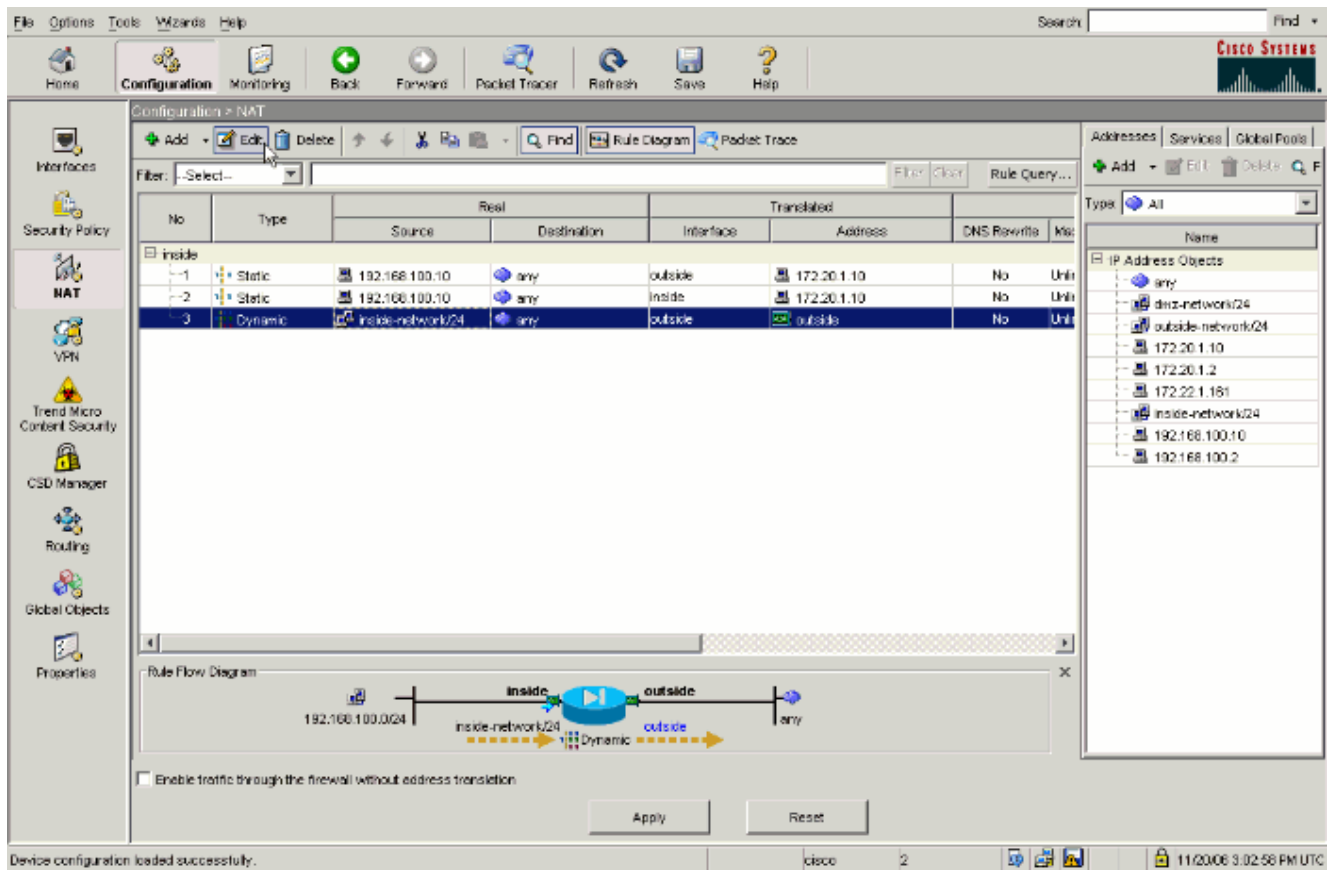 File Options Tools Wizards Help Search: Find
Home Configuration Monitoring Back Forward Packet Tracer Refresh Save Help
CISCO SYSTEMS
Configuration > NAT
Add Edit Delete Find Rule Diagram Packet Trace
Filter: --Select-- Filter Clear Rule Query...
No Type Real Translated
Source Destination Interface Address DNS Rewrite
inside
1 Static 192.168.100.10 any outside 172.20.1.10 No
2 Static 192.168.100.10 any inside 172.20.1.10 No
3 Dynamic inside-network/24 any outside outside No
Interfaces
Security Policy
NAT
VPN
Trend Micro
Content Security
CSD Manager
Routing
Global Objects
Properties
Addresses Services Global Pools
Add Edit Delete F
Type: All
Name
IP Address Objects
any
dmz-network/24
outside-network/24
172.20.1.10
172.20.1.2
172.22.1.161
inside-network/24
192.168.100.10
192.168.100.2
Rule Flow Diagram
inside outside
192.168.100.0/24 any
inside-network/24 outside
Dynamic
Enable traffic through the firewall without address translation
Apply Reset
Device configuration loaded successfully. cisco 2 11/20/06 3:02:58 PM UTC